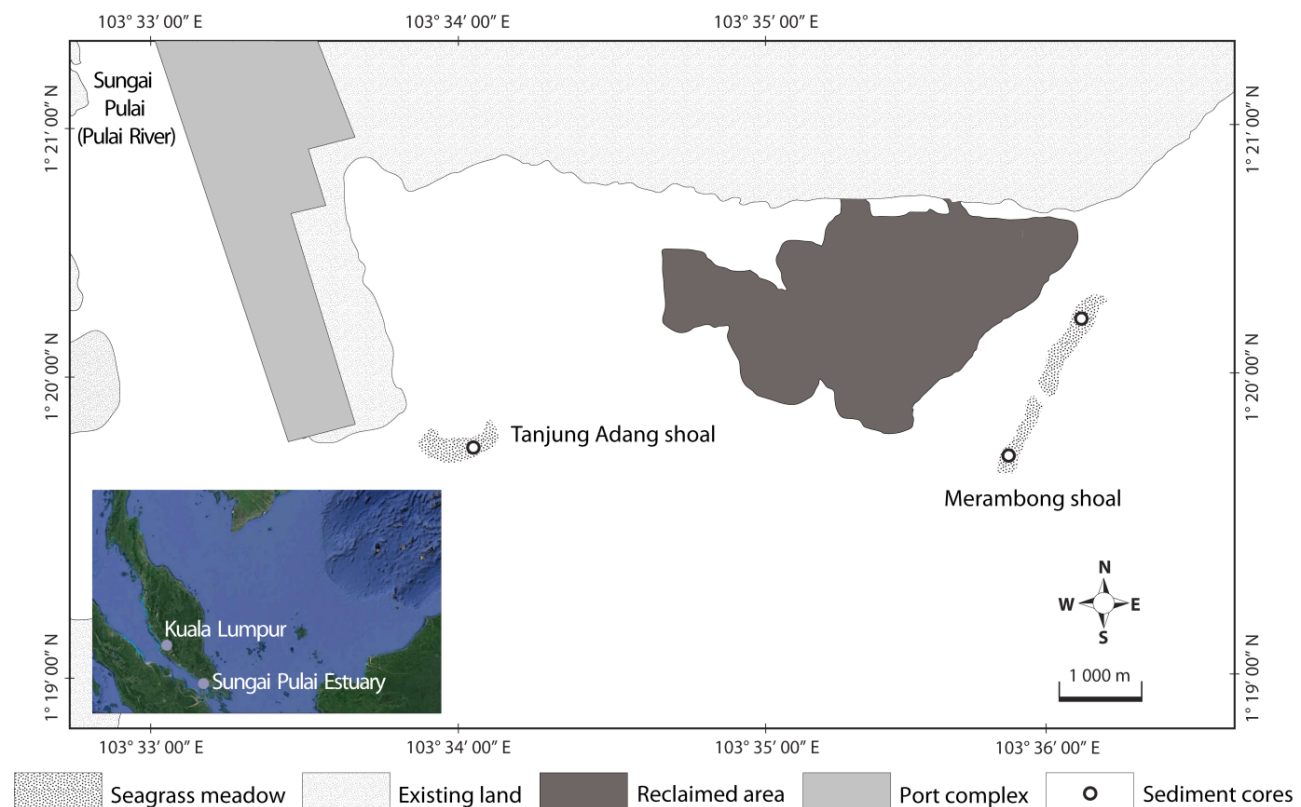 103° 33′ 00″ E
103° 34′ 00″ E
103° 35′ 00″ E
103° 36′ 00″ E
Sungai
Pulai
(Pulai River)
1° 21′ 00″ N
1° 21′ 00″ N
1° 20′ 00″ N
1° 20′ 00″ N
Tanjung Adang shoal
Merambong shoal
N
W
E
S
Kuala Lumpur
Sungai Pulai Estuary
1 000 m
1° 19′ 00″ N
1° 19′ 00″ N
103° 33′ 00″ E
103° 34′ 00″ E
103° 35′ 00″ E
103° 36′ 00″ E
Seagrass meadow
Existing land
Reclaimed area
Port complex
Sediment cores